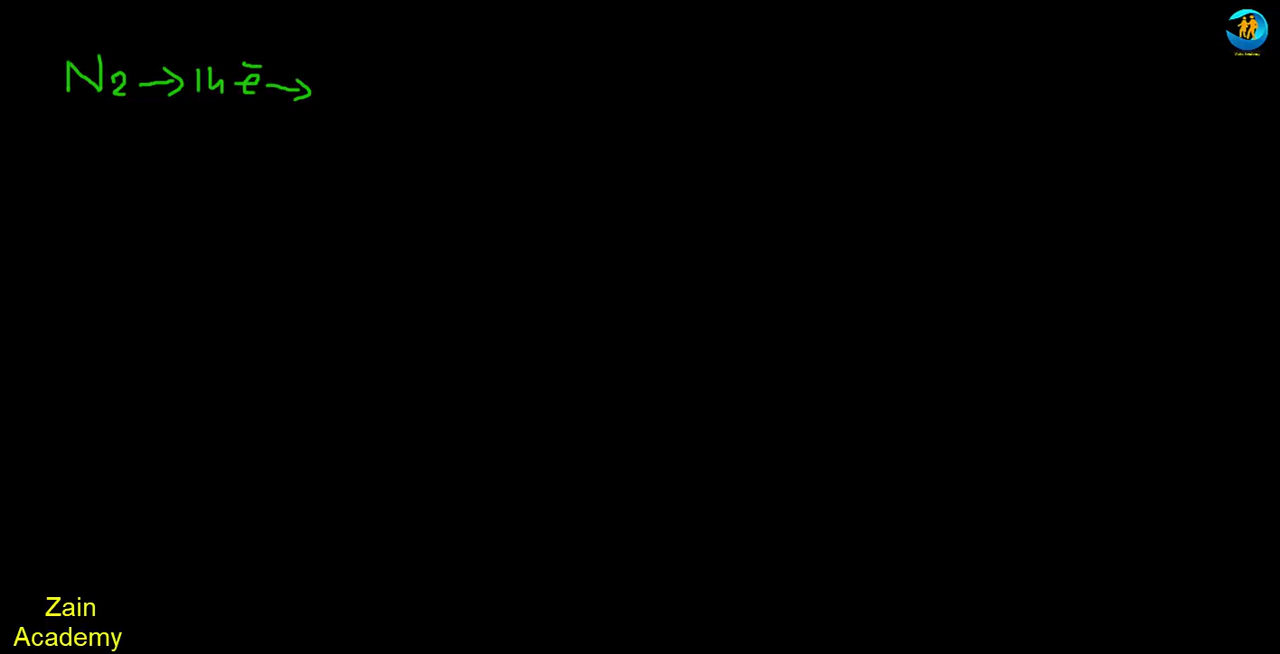 N₂ → 14 ē →
Zain
Academy